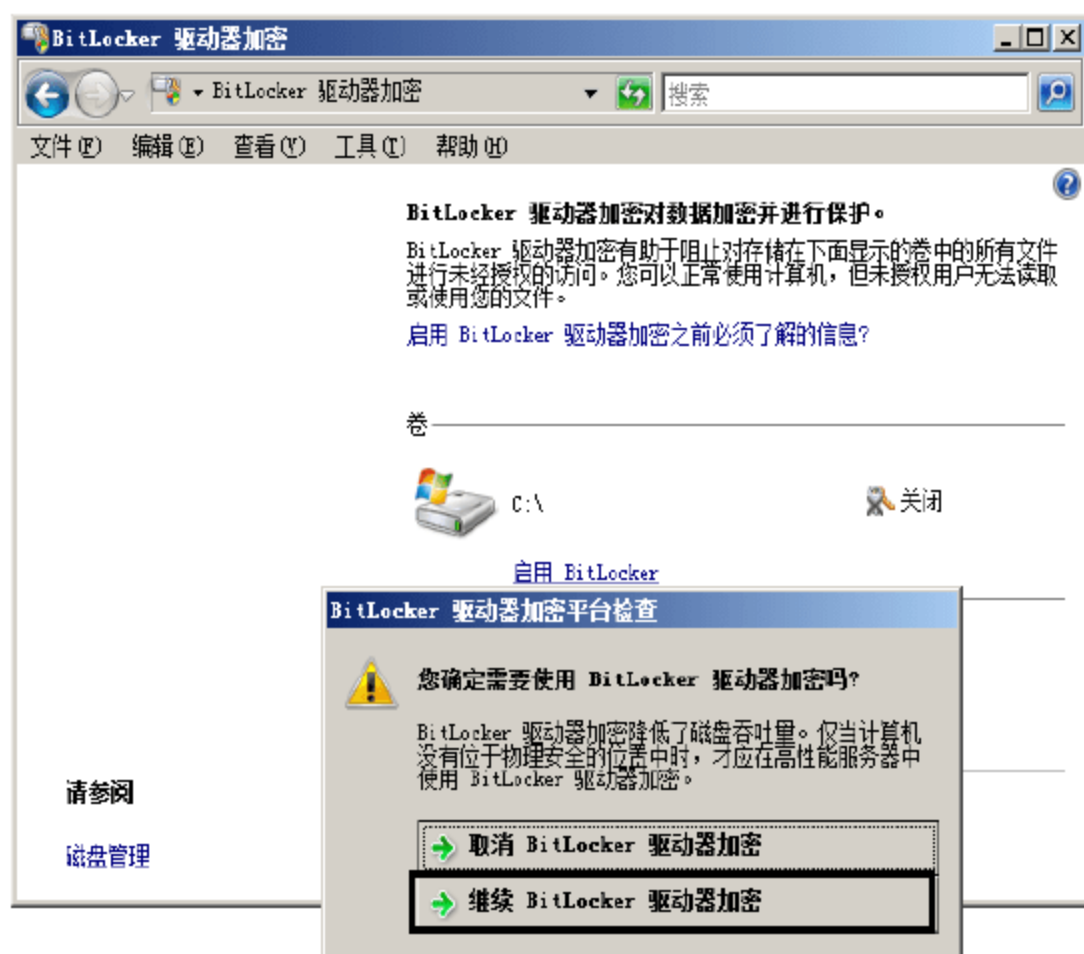 BitLocker 驱动器加密
BitLocker 驱动器加密
搜索
文件(F) 编辑(E) 查看(V) 工具(T) 帮助(H)
BitLocker 驱动器加密对数据加密并进行保护。
BitLocker 驱动器加密有助于阻止对存储在下面显示的卷中的所有文件
进行未经授权的访问。您可以正常使用计算机，但未授权用户无法读取
或使用您的文件。
启用 BitLocker 驱动器加密之前必须了解的信息?
卷
C:\
关闭
启用 BitLocker
BitLocker 驱动器加密平台检查
您确定需要使用 BitLocker 驱动器加密吗?
BitLocker 驱动器加密降低了磁盘吞吐量。仅当计算机
没有位于物理安全的位置中时，才应在高性能服务器中
使用 BitLocker 驱动器加密。
取消 BitLocker 驱动器加密
继续 BitLocker 驱动器加密
请参阅
磁盘管理